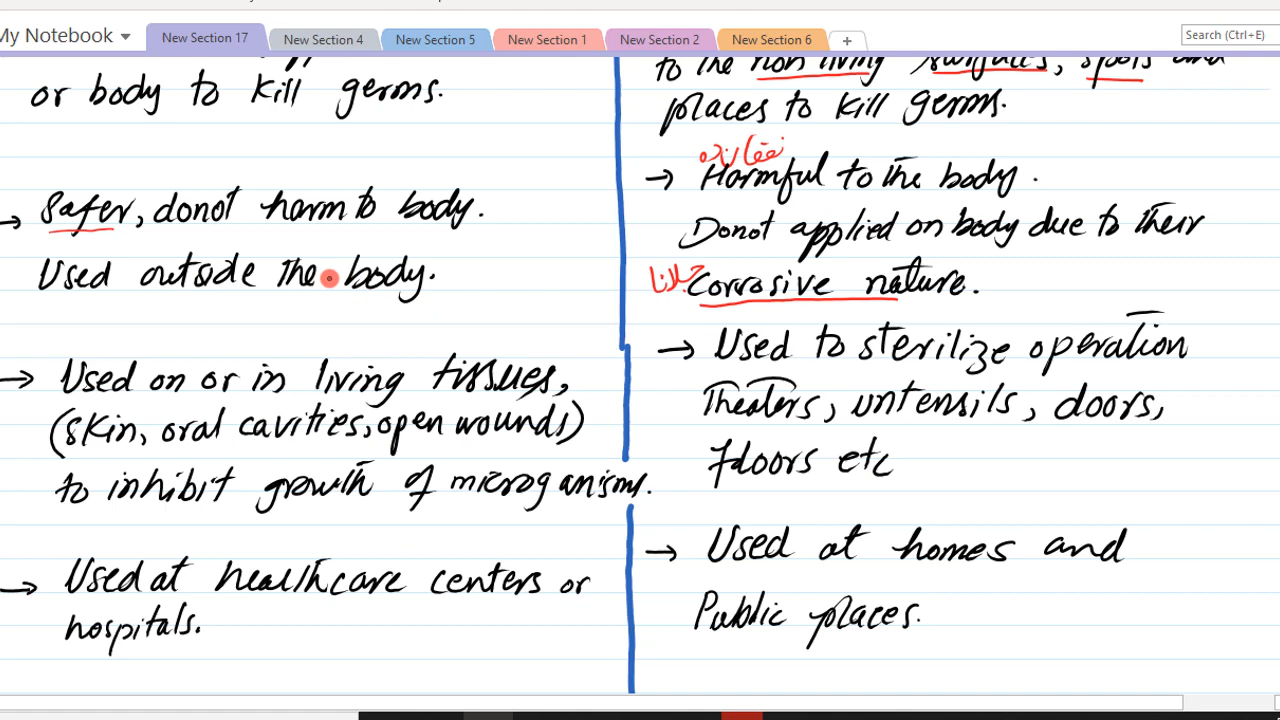 My Notebook
New Section 17
New Section 4
New Section 5
New Section 1
New Section 2
New Section 6
+
Search (Ctrl+E)
or body to kill germs.
→ Safer, donot harm to body.
Used outside the body.
→ Used on or in living tissues,
(skin, oral cavities, open wounds)
to inhibit growth of microganisms.
→ Used at healthcare centers or
hospitals.
to the non living surfaces, spots and
places to kill germs.
→ Harmful to the body.
Donot applied on body due to their
جلانا Corrosive nature.
→ Used to sterilize operation
Theaters, untensils, doors,
floors etc
→ Used at homes and
Public places.